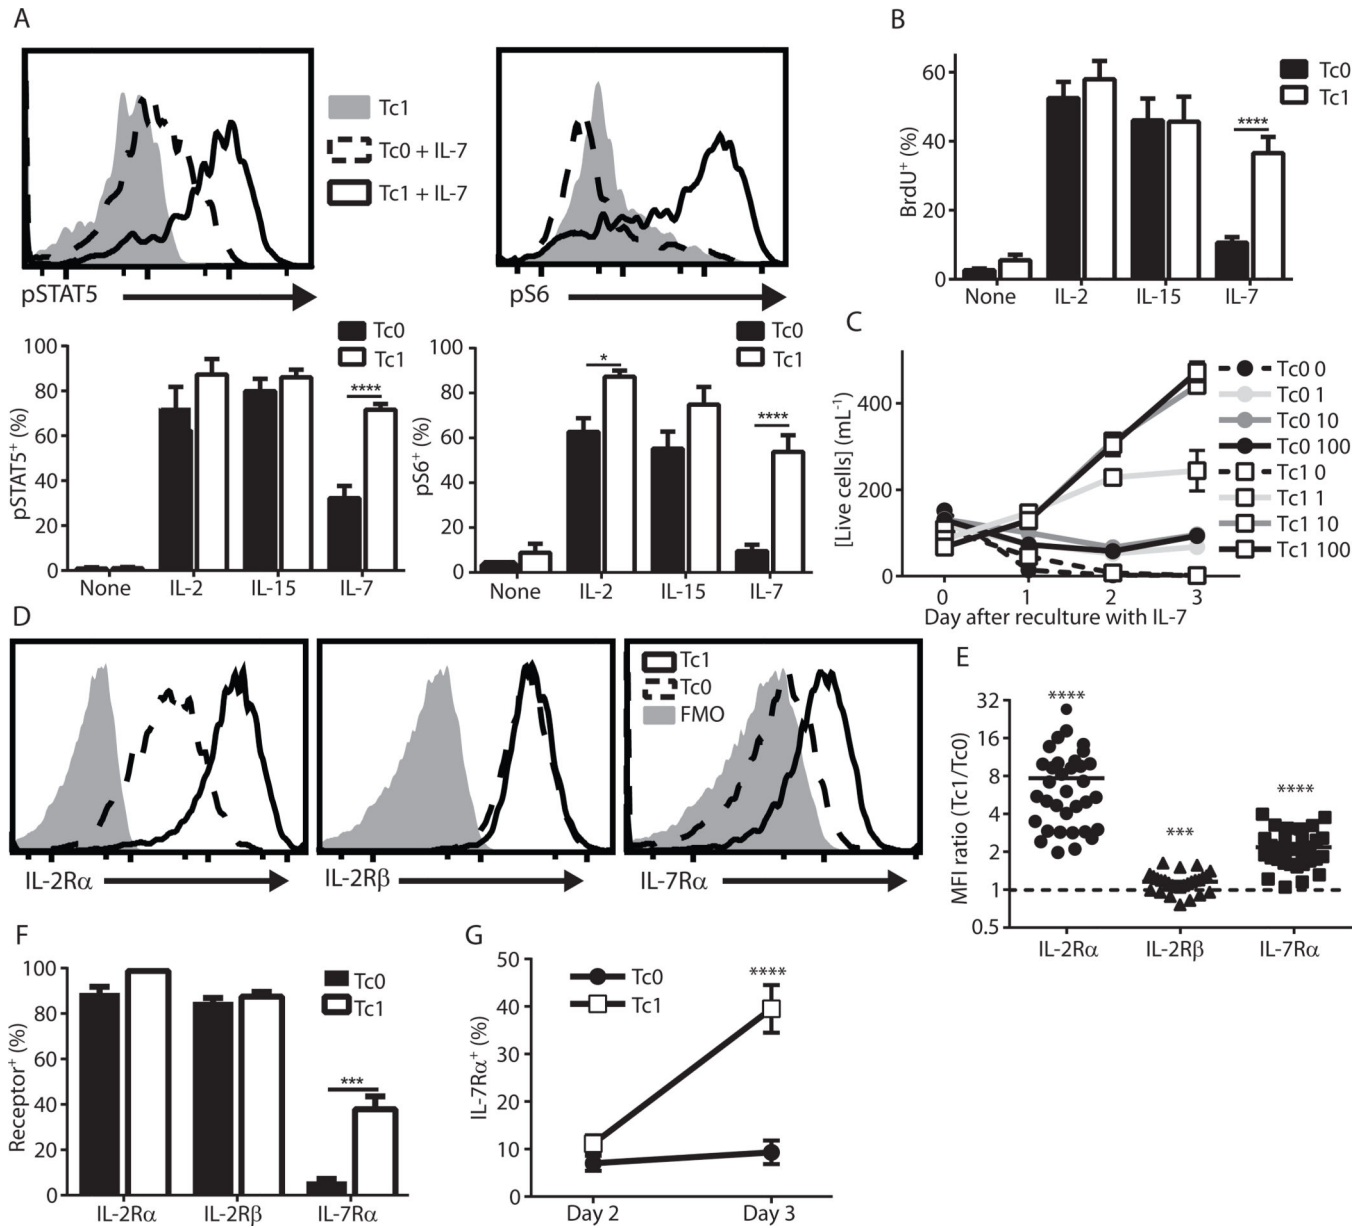 A
Tc1
Tc0 + IL-7
Tc1 + IL-7
pSTAT5
pS6
B
60
40
20
0
BrdU⁺ (%)
Tc0
Tc1
****
None IL-2 IL-15 IL-7
100
80
60
40
20
0
pSTAT5⁺ (%)
Tc0
Tc1
****
None IL-2 IL-15 IL-7
100
80
60
40
20
0
pS6⁺ (%)
Tc0
Tc1
*
****
None IL-2 IL-15 IL-7
C
400
200
0
[Live cells] (mL⁻¹)
Tc0 0
Tc0 1
Tc0 10
Tc0 100
Tc1 0
Tc1 1
Tc1 10
Tc1 100
0 1 2 3
Day after reculture with IL-7
D
Tc1
Tc0
FMO
IL-2Rα
IL-2Rβ
IL-7Rα
E
32
16
8
4
2
1
0.5
MFI ratio (Tc1/Tc0)
****
***
****
IL-2Rα IL-2Rβ IL-7Rα
F
100
80
60
40
20
0
Receptor⁺ (%)
Tc0
Tc1
***
IL-2Rα IL-2Rβ IL-7Rα
G
50
40
30
20
10
0
IL-7Rα⁺ (%)
Tc0
Tc1
****
Day 2 Day 3